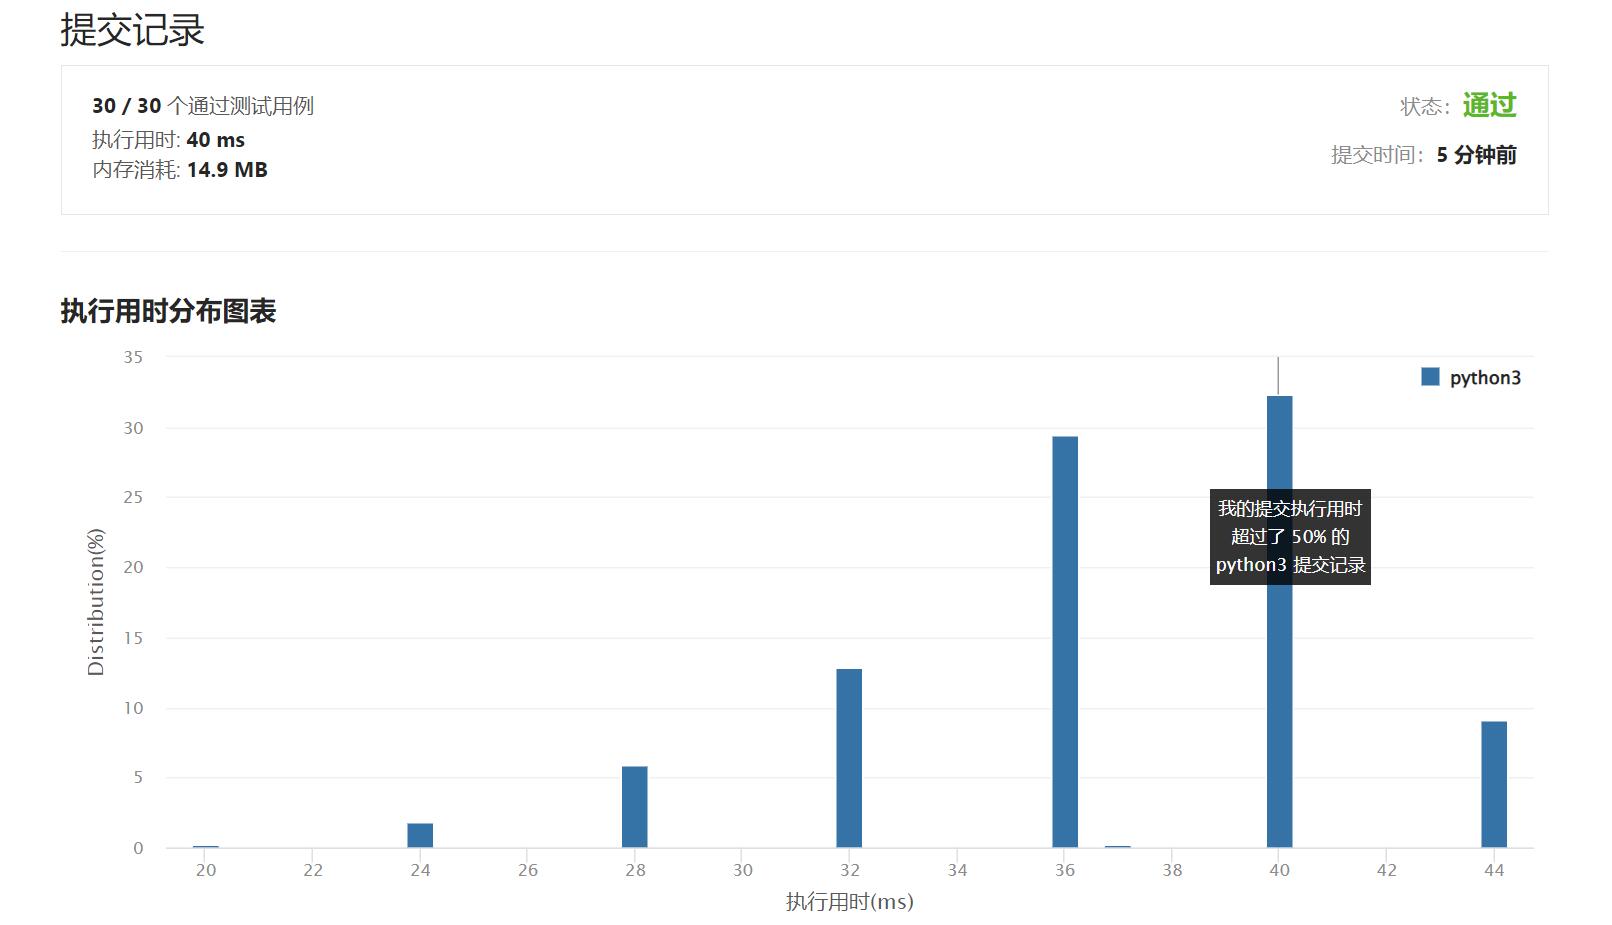 提交记录
30 / 30 个通过测试用例
状态：通过
执行用时: 40 ms
提交时间：5 分钟前
内存消耗: 14.9 MB
执行用时分布图表
35
python3
30
25
我的提交执行用时
超过了 50% 的
python3 提交记录
20
Distribution(%)
15
10
5
0
20 22 24 26 28 30 32 34 36 38 40 42 44
执行用时(ms)